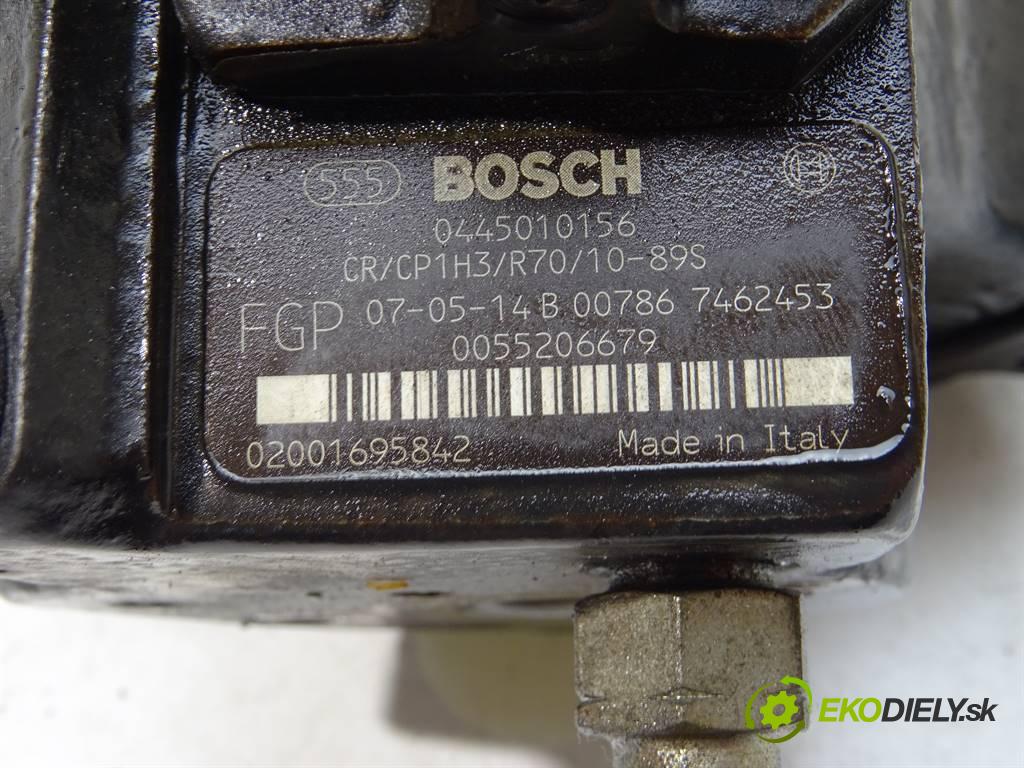 555 BOSCH H
0445010156
CR/CP1H3/R70/10-89S
FGP 07-05-14 B 00786 7462453
0055206679
02001695842 Made in Italy
EKODIELY.sk